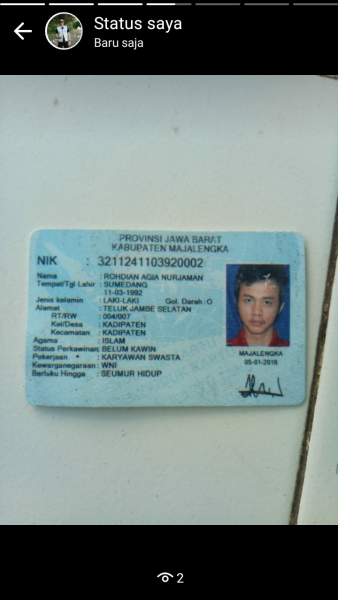 Status saya
Baru saja
PROVINSI JAWA BARAT
KABUPATEN MAJALENGKA
NIK : 3211241103920002
Nama : ROHDIAN AGIA NURJAMAN
Tempat/Tgl Lahir : SUMEDANG
11-03-1992
Jenis kelamin : LAKI-LAKI Gol. Darah : O
Alamat : TELUK JAMBE SELATAN
RT/RW : 004/007
Kel/Desa : KADIPATEN
Kecamatan : KADIPATEN
Agama : ISLAM
Status Perkawinan: BELUM KAWIN
Pekerjaan : KARYAWAN SWASTA
Kewarganegaraan: WNI
Berlaku Hingga : SEUMUR HIDUP
MAJALENGKA
05-01-2016
2